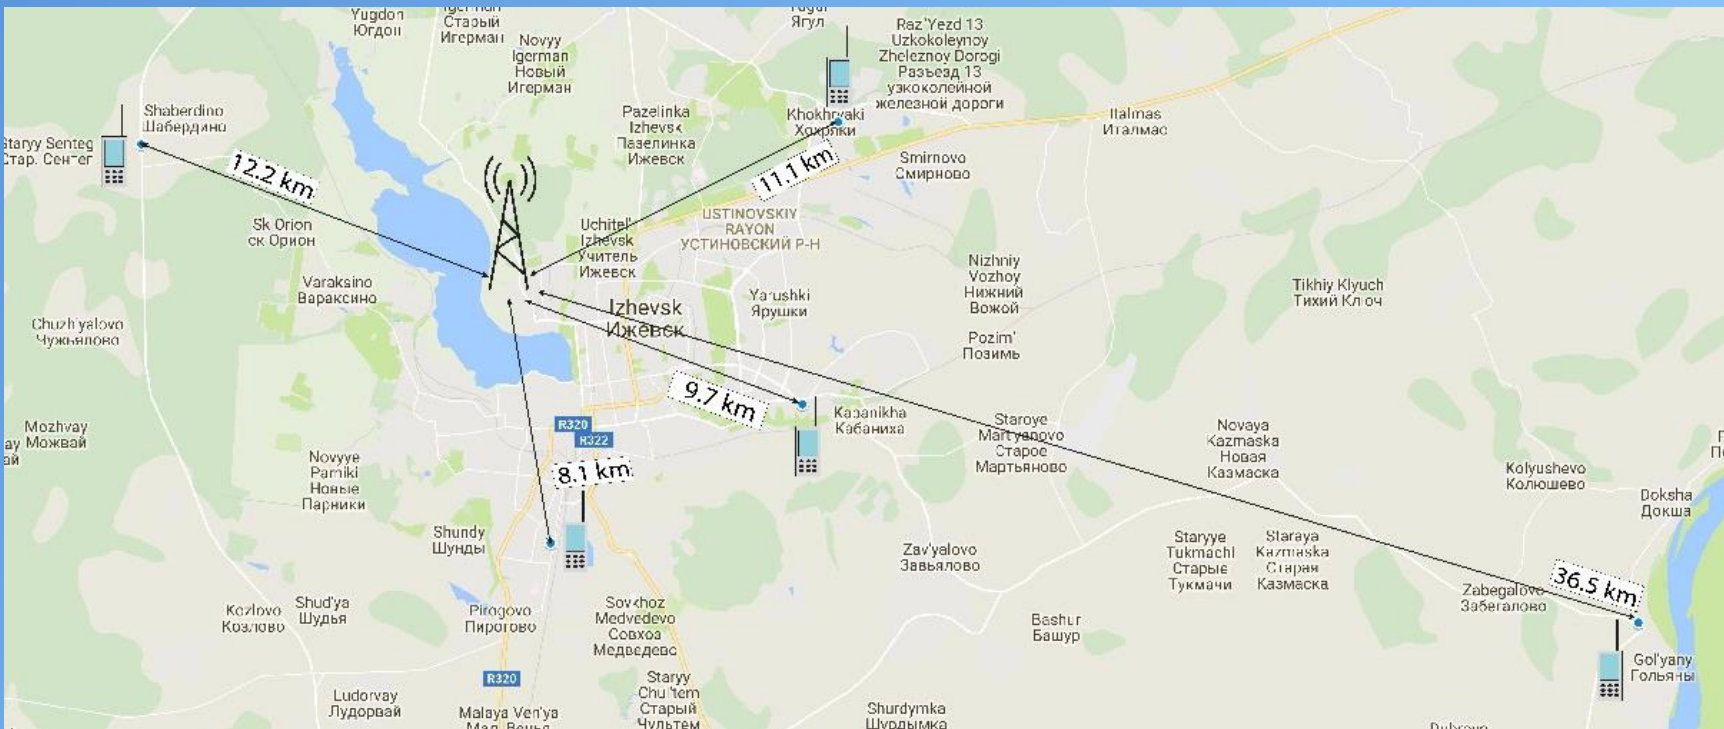 Yugdon
Югдон
Старый
Игерман
Ягул
Novyy
Igerman
Новый
Игерман
Raz'Yezd 13
Uzkokoleynoy
Zheleznoy Dorogi
Разъезд 13
узкоколейной
железной дороги
Shaberdino
Шабердино
Staryy Senteg
Стар. Сентег
12.2 km
Pazelinka
Izhevsk
Пазелинка
Ижевск
Khokhryaki
Хохряки
11.1 km
Italmas
Италмас
Smirnovo
Смирново
Sk Orion
ск Орион
Uchitel'
Izhevsk
Учитель
Ижевск
USTINOVSKIY
RAYON
УСТИНОВСКИЙ Р-Н
Varaksino
Вараксино
Nizhniy
Vozhoy
Нижний
Вожой
Tikhiy Klyuch
Тихий Ключ
Izhevsk
Ижевск
Yarushki
Ярушки
Chuzh'yalovo
Чужьялово
Pozim'
Позимь
9.7 km
Kabanikha
Кабаниха
R320
R322
Mozhvay
Можвай
ay
ай
Staroye
Mart'yanovo
Старое
Мартьяново
Novaya
Kazmaska
Новая
Казмаска
Novyye
Parniki
Новые
Парники
8.1 km
Kolyushevo
Колюшево
Doksha
Докша
Shundy
Шунды
Zav'yalovo
Завьялово
Staryye
Tukmachi
Старые
Тукмачи
Staraya
Kazmaska
Старая
Казмаска
36.5 km
Zabegalovo
Забегалово
Kozlovo
Козлово
Shud'ya
Шудья
Pirogovo
Пирогово
Sovkhoz
Medvedevo
Совхоз
Медведево
Bashur
Башур
Gol'yany
Гольяны
R320
Ludorvay
Лудорвай
Malaya Ven'ya
Staryy
Chul'tem
Старый
Чультем
Shurdymka
Шурдымка